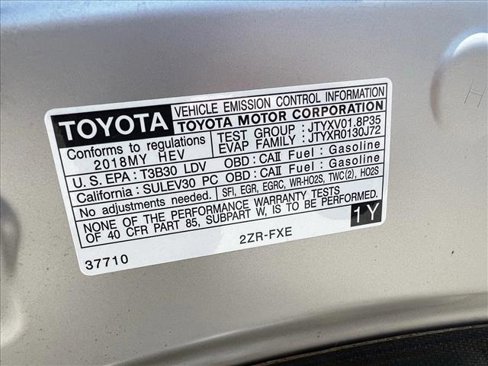 TOYOTA
VEHICLE EMISSION CONTROL INFORMATION
TOYOTA MOTOR CORPORATION
Conforms to regulations
2018MY HEV
TEST GROUP : JTYXV01.8P35
EVAP FAMILY : JTYXR0130J72
U.S. EPA : T3B30 LDV OBD : CAII Fuel : Gasoline
California : SULEV30 PC OBD : CAII Fuel : Gasoline
No adjustments needed. SFI, EGR, EGRC, WR-HO2S, TWC(2), HO2S
NONE OF THE PERFORMANCE WARRANTY TESTS
OF 40 CFR PART 85, SUBPART W, IS TO BE PERFORMED.
1Y
2ZR-FXE
37710